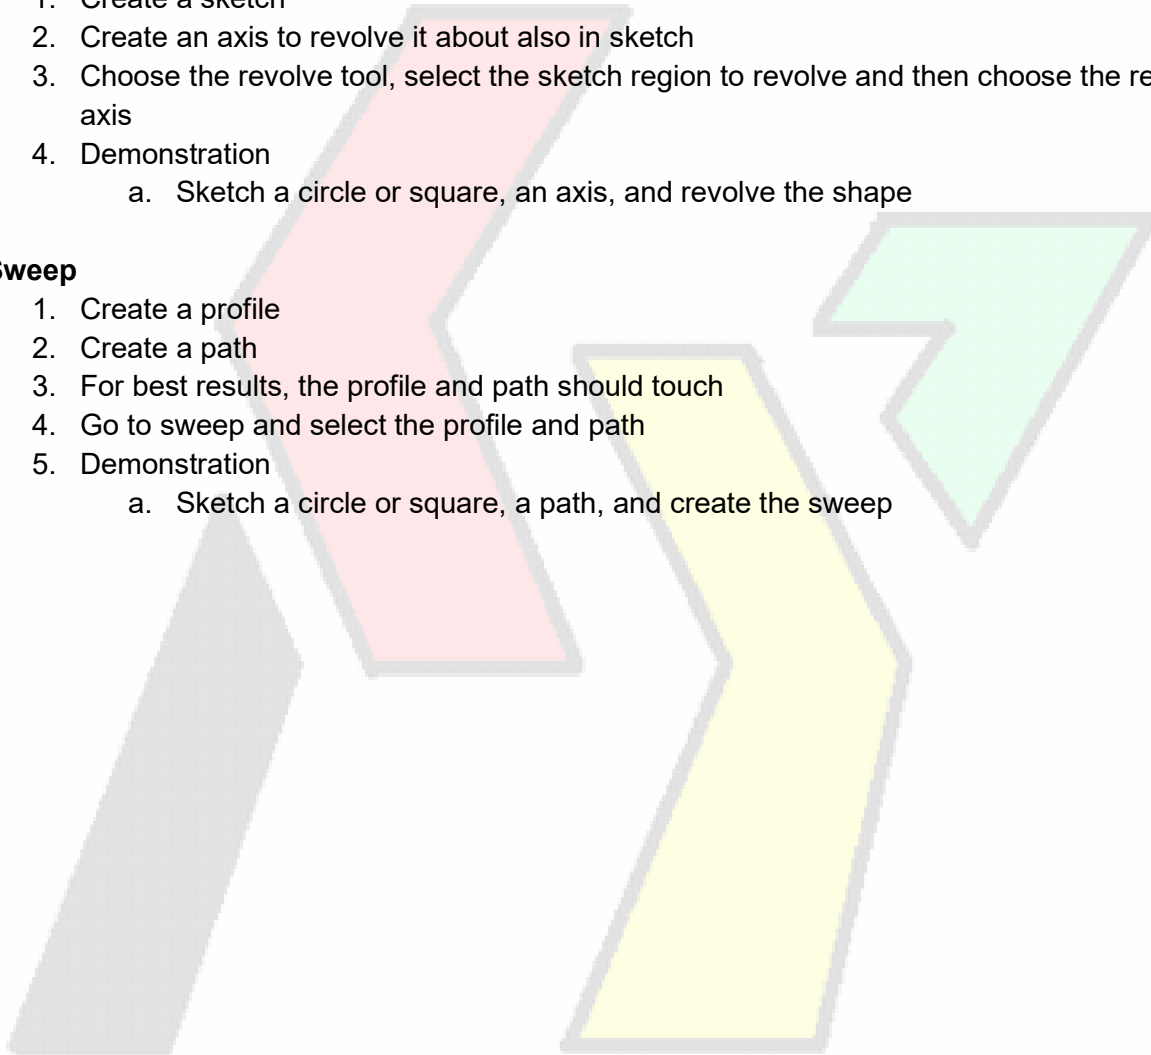 1. Create a sketch
2. Create an axis to revolve it about also in sketch
3. Choose the revolve tool, select the sketch region to revolve and then choose the re
axis
4. Demonstration
a. Sketch a circle or square, an axis, and revolve the shape
Sweep
1. Create a profile
2. Create a path
3. For best results, the profile and path should touch
4. Go to sweep and select the profile and path
5. Demonstration
a. Sketch a circle or square, a path, and create the sweep